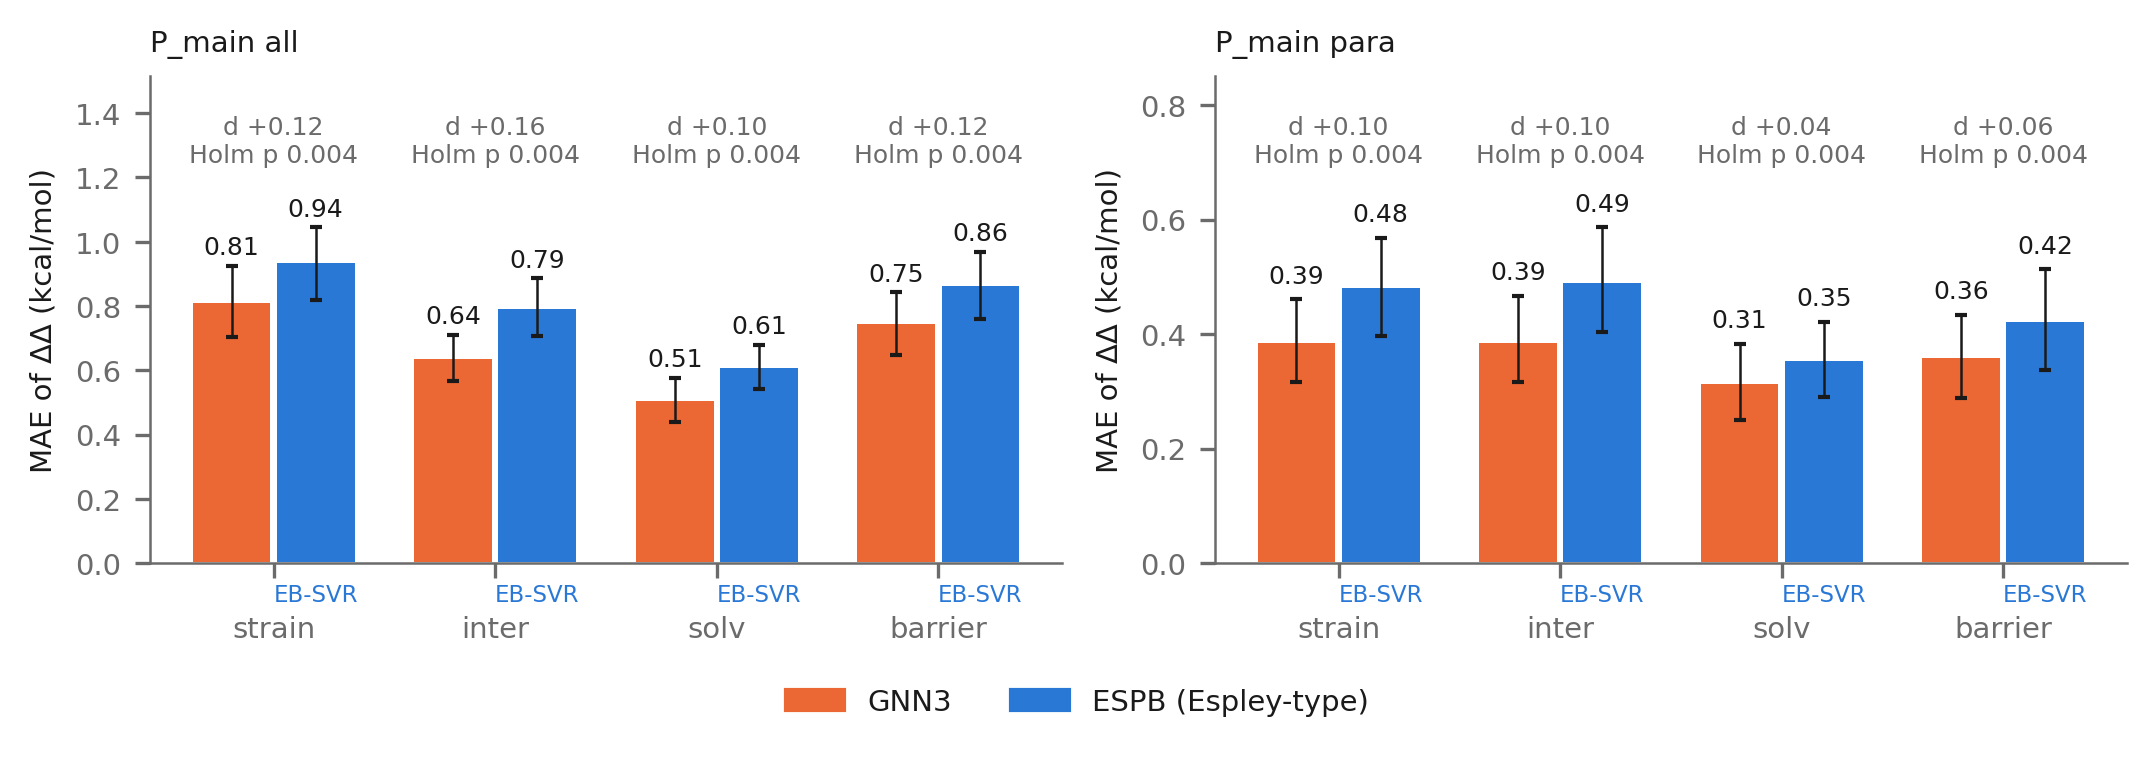 P_main all
MAE of ΔΔ (kcal/mol)
1.4
1.2
1.0
0.8
0.6
0.4
0.2
0.0
d +0.12
Holm p 0.004
d +0.16
Holm p 0.004
d +0.10
Holm p 0.004
d +0.12
Holm p 0.004
0.81
0.94
0.64
0.79
0.51
0.61
0.75
0.86
EB-SVR
EB-SVR
EB-SVR
EB-SVR
strain
inter
solv
barrier
P_main para
MAE of ΔΔ (kcal/mol)
0.8
0.6
0.4
0.2
0.0
d +0.10
Holm p 0.004
d +0.10
Holm p 0.004
d +0.04
Holm p 0.004
d +0.06
Holm p 0.004
0.39
0.48
0.39
0.49
0.31
0.35
0.36
0.42
EB-SVR
EB-SVR
EB-SVR
EB-SVR
strain
inter
solv
barrier
GNN3
ESPB (Espley-type)